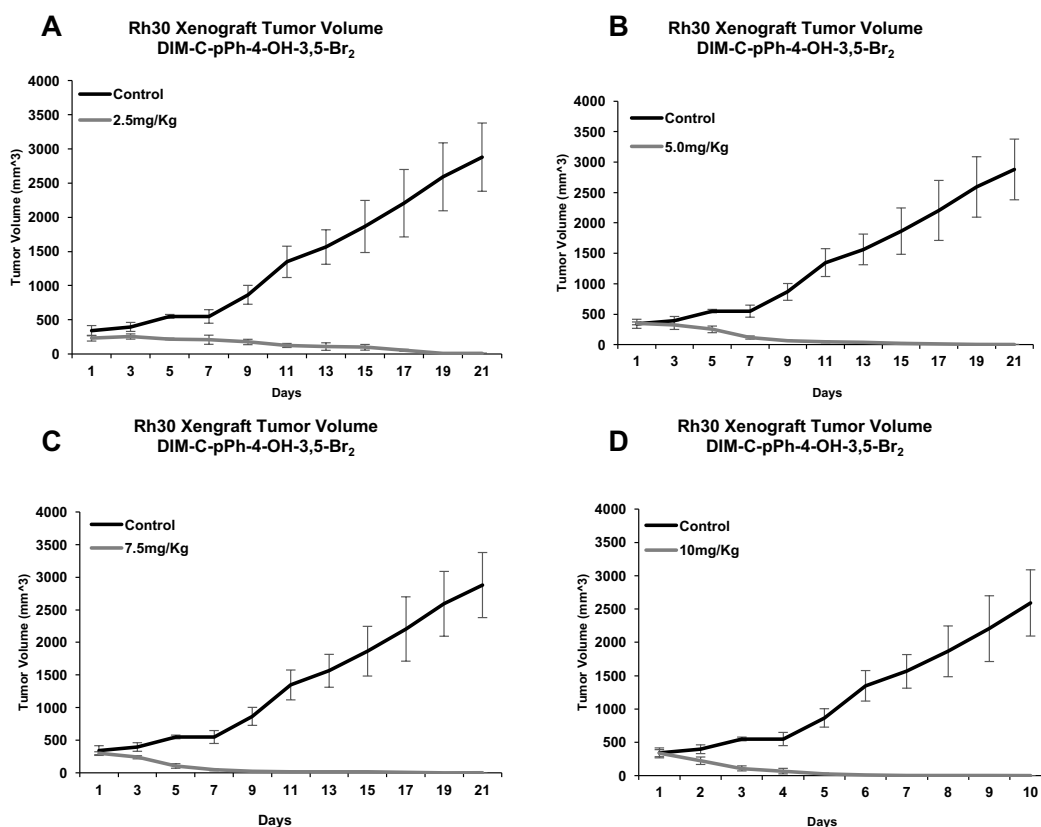 A
Rh30 Xenograft Tumor Volume
DIM-C-pPh-4-OH-3,5-Br₂
Control
2.5mg/Kg
Tumor Volume (mm^3)
4000
3500
3000
2500
2000
1500
1000
500
0
1 3 5 7 9 11 13 15 17 19 21
Days
B
Rh30 Xenograft Tumor Volume
DIM-C-pPh-4-OH-3,5-Br₂
Control
5.0mg/Kg
Tumor Volume (mm^3)
4000
3500
3000
2500
2000
1500
1000
500
0
1 3 5 7 9 11 13 15 17 19 21
Days
C
Rh30 Xengraft Tumor Volume
DIM-C-pPh-4-OH-3,5-Br₂
Control
7.5mg/Kg
Tumor Volume (mm^3)
4000
3500
3000
2500
2000
1500
1000
500
0
1 3 5 7 9 11 13 15 17 19 21
Days
D
Rh30 Xenograft Tumor Volume
DIM-C-pPh-4-OH-3,5-Br₂
Control
10mg/Kg
Tumor Volume (mm^3)
4000
3500
3000
2500
2000
1500
1000
500
0
1 2 3 4 5 6 7 8 9 10
Days